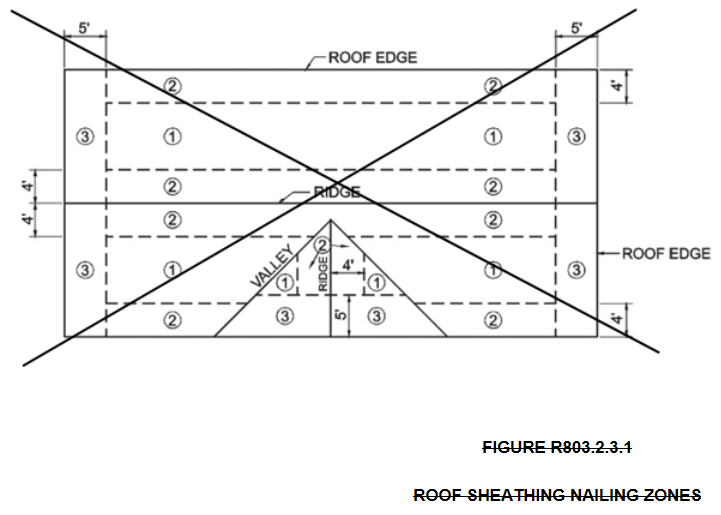 5' 5'
ROOF EDGE
② ② 4'
③ ① ① ③
4' ② ②
RIDGE
4' ② ②
② ROOF EDGE
③ ① VALLEY ① RIDGE 4' ① ① ③
② ③ 5' ③ ② 4'
FIGURE R803.2.3.1
ROOF SHEATHING NAILING ZONES